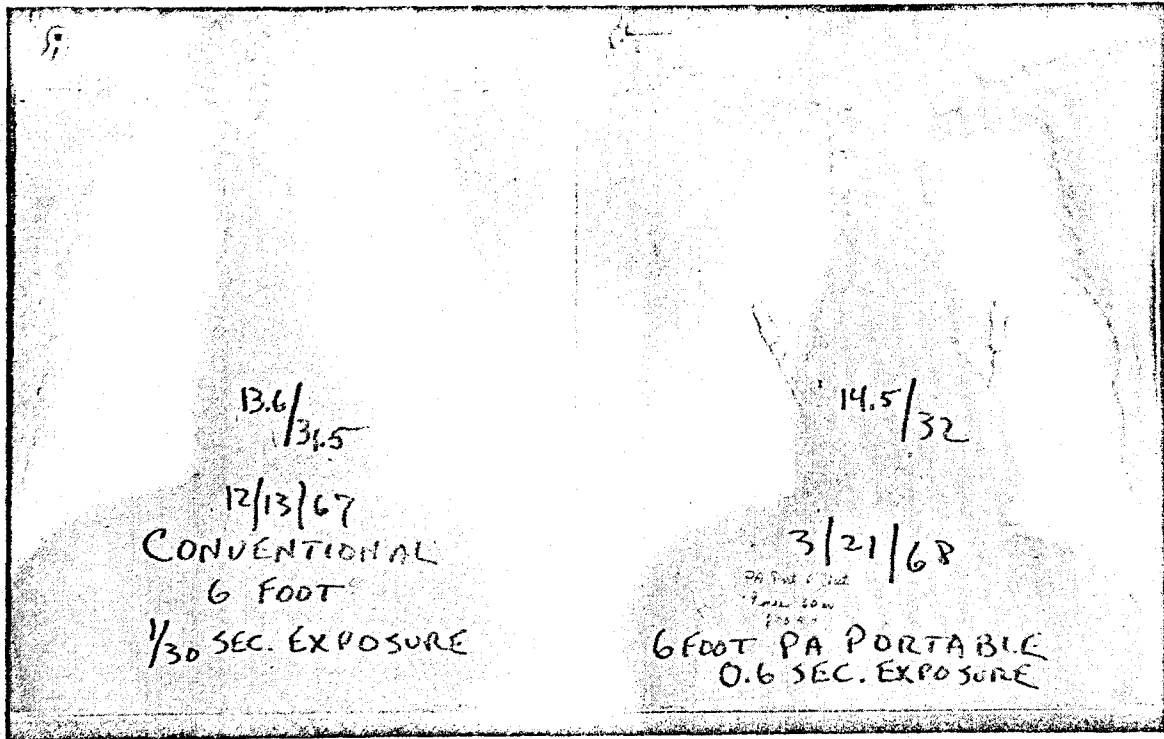 13.6/31.5
12/13/67
CONVENTIONAL
6 FOOT
1/30 SEC. EXPOSURE
14.5/32
3/21/68
PA
6 FOOT PA PORTABLE
0.6 SEC. EXPOSURE